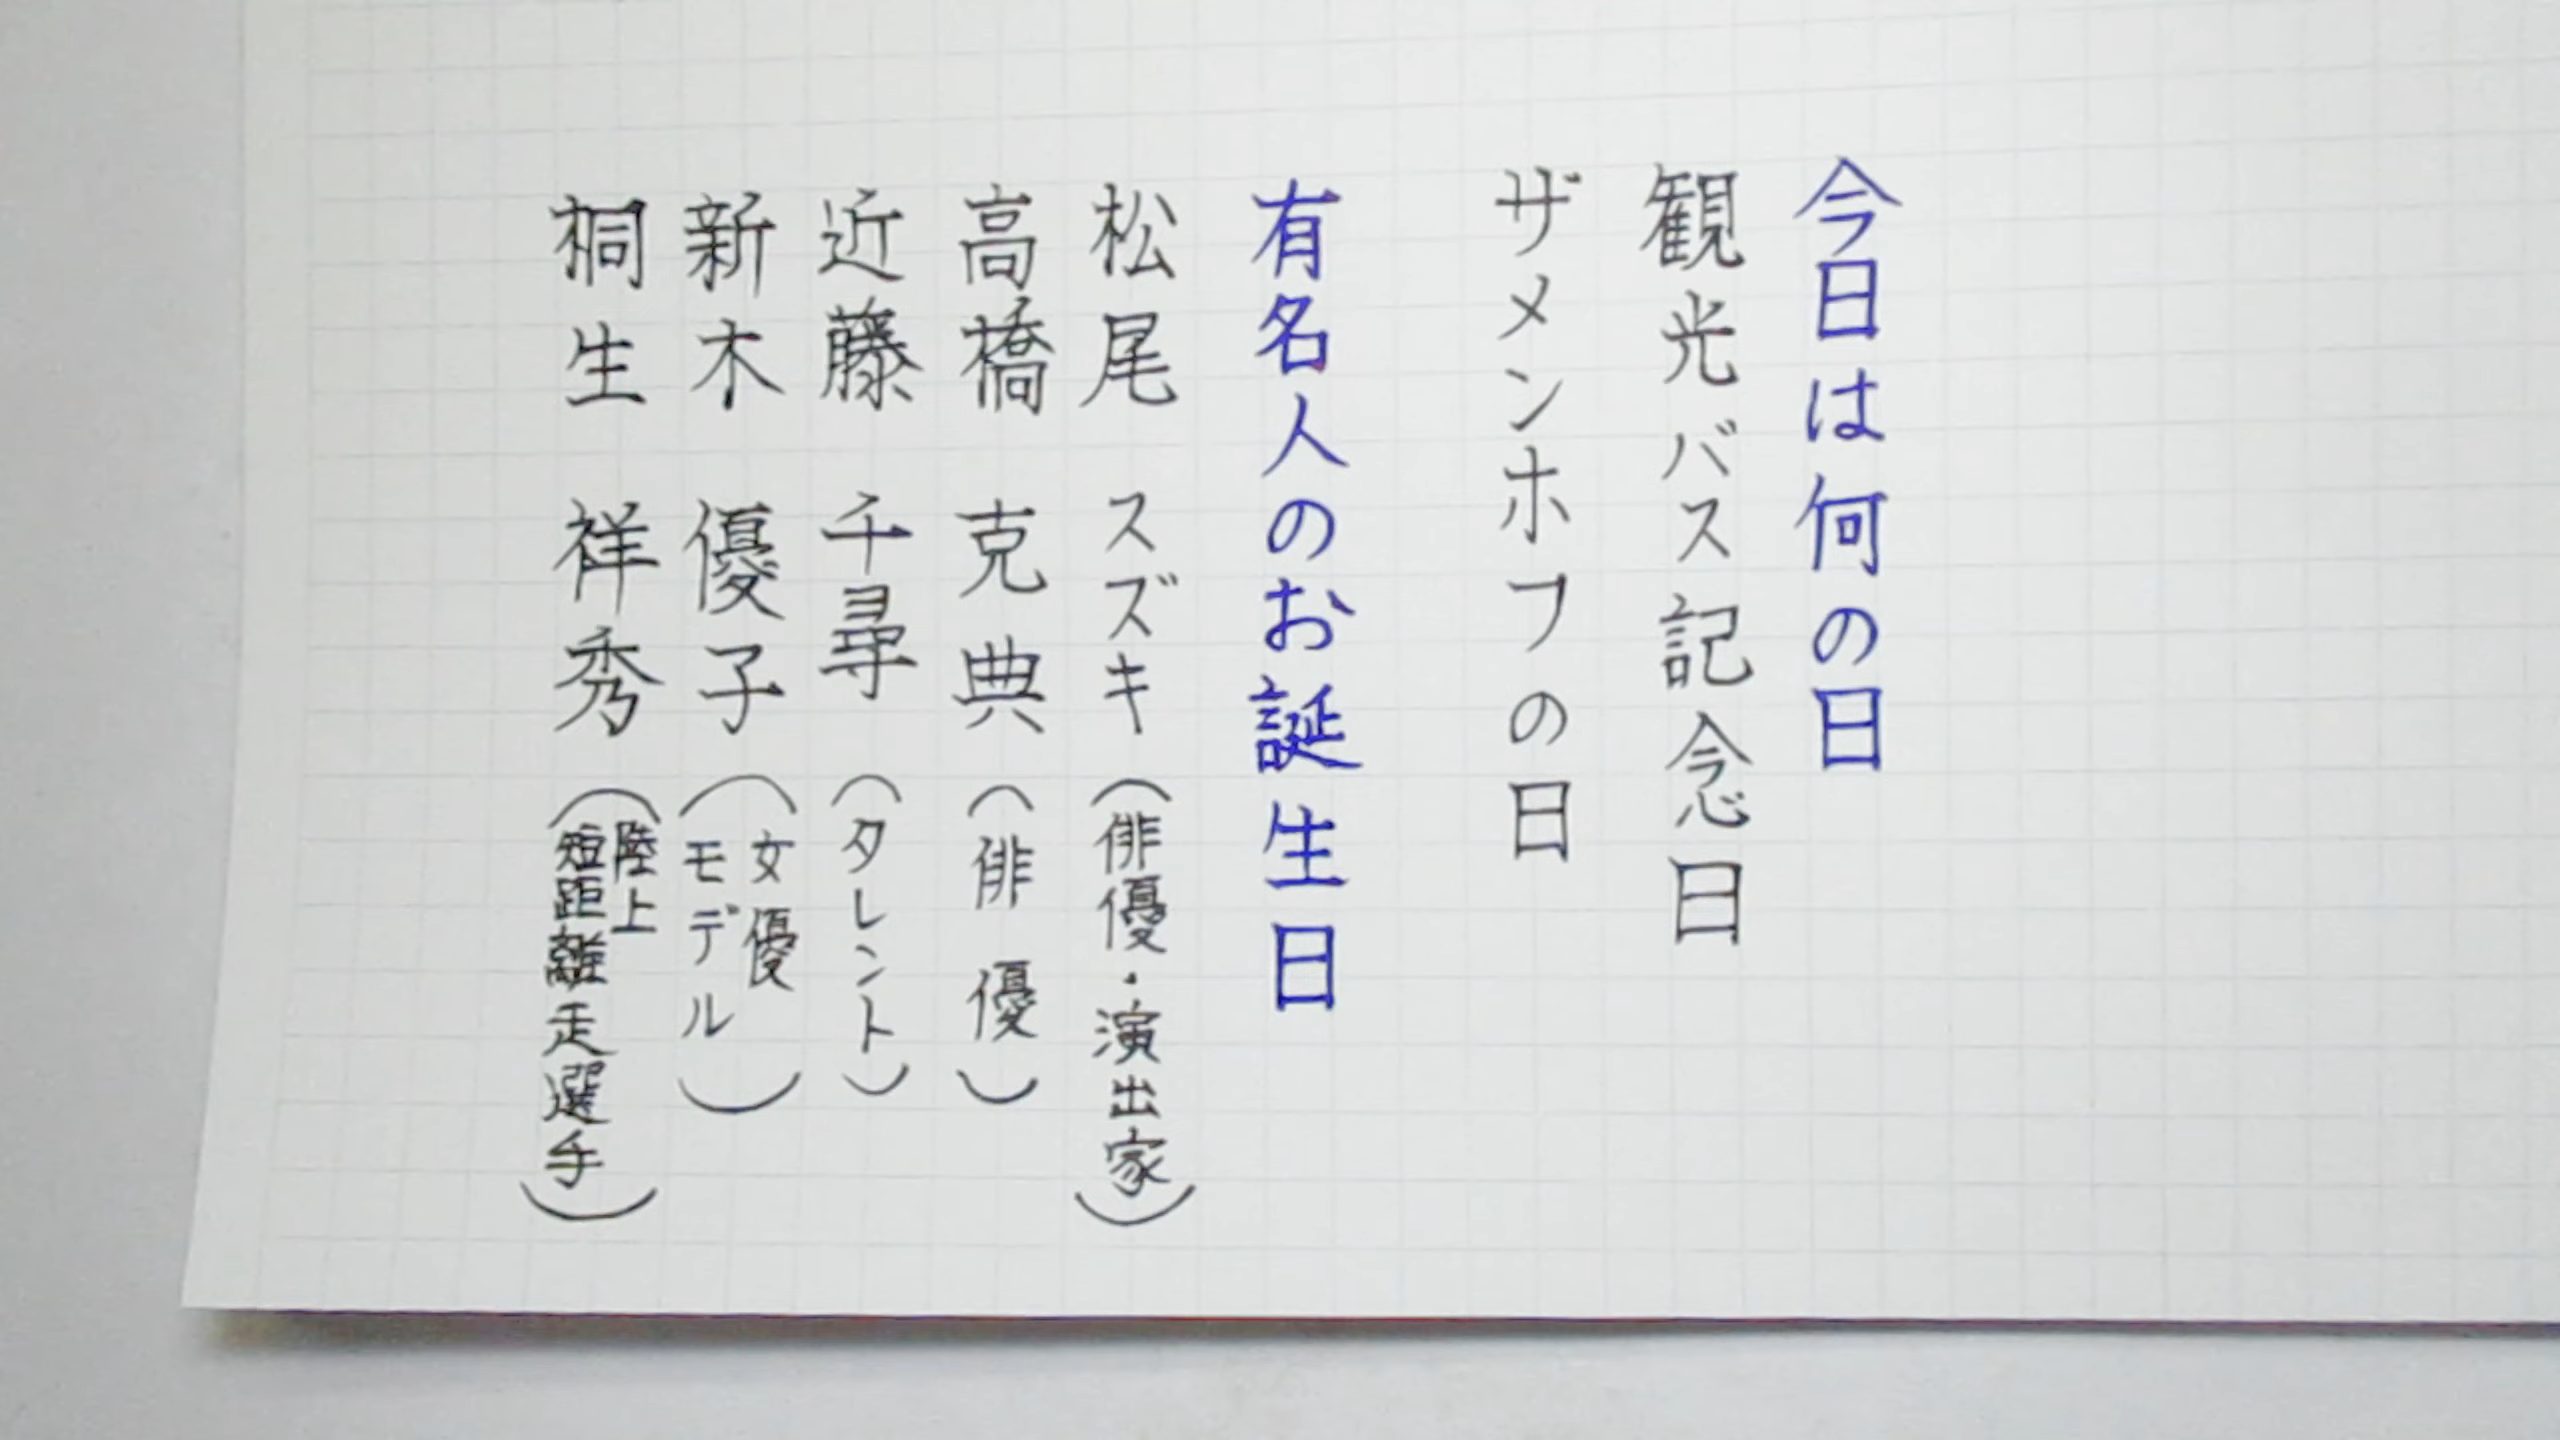 今日は何の日
観光バス記念日
ザメンホフの日
有名人のお誕生日
松尾 スズキ(俳優・演出家)
高橋 克典(俳優)
近藤 千尋(タレント)
新木 優子(女優 モデル)
桐生 祥秀(陸上 短距離走選手)